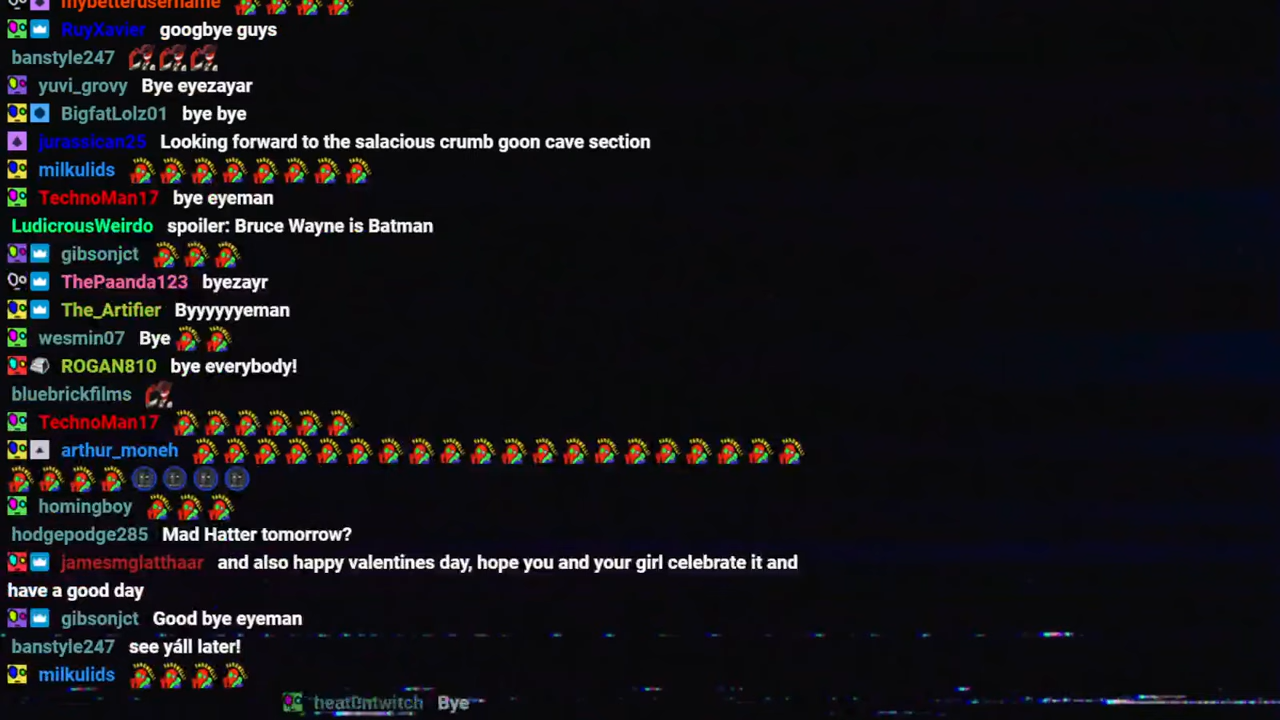 mybetterusername
RuyXavier googbye guys
banstyle247
yuvi_grovy Bye eyezayar
BigfatLolz01 bye bye
jurassican25 Looking forward to the salacious crumb goon cave section
milkulids
TechnoMan17 bye eyeman
LudicrousWeirdo spoiler: Bruce Wayne is Batman
gibsonjct
ThePaanda123 byezayr
The_Artifier Byyyyyyeman
wesmin07 Bye
ROGAN810 bye everybody!
bluebrickfilms
TechnoMan17
arthur_moneh
homingboy
hodgepodge285 Mad Hatter tomorrow?
jamesmglatthaar and also happy valentines day, hope you and your girl celebrate it and
have a good day
gibsonjct Good bye eyeman
banstyle247 see yáll later!
milkulids
Bye